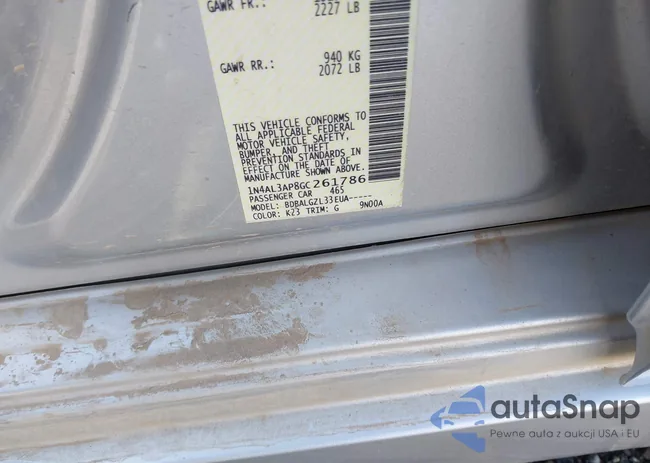 GAWR FR.:
2227 LB
GAWR RR.: 940 KG
2072 LB
THIS VEHICLE CONFORMS TO
ALL APPLICABLE FEDERAL
MOTOR VEHICLE SAFETY,
BUMPER, AND THEFT
PREVENTION STANDARDS IN
EFFECT ON THE DATE OF
MANUFACTURE SHOWN ABOVE.
1N4AL3AP8GC261786
PASSENGER CAR 465
MODEL: BDBALGZL33EUA-----
COLOR: KZ3 TRIM: G 9N00A
autaSnap
Pewne auta z aukcji USA i EU